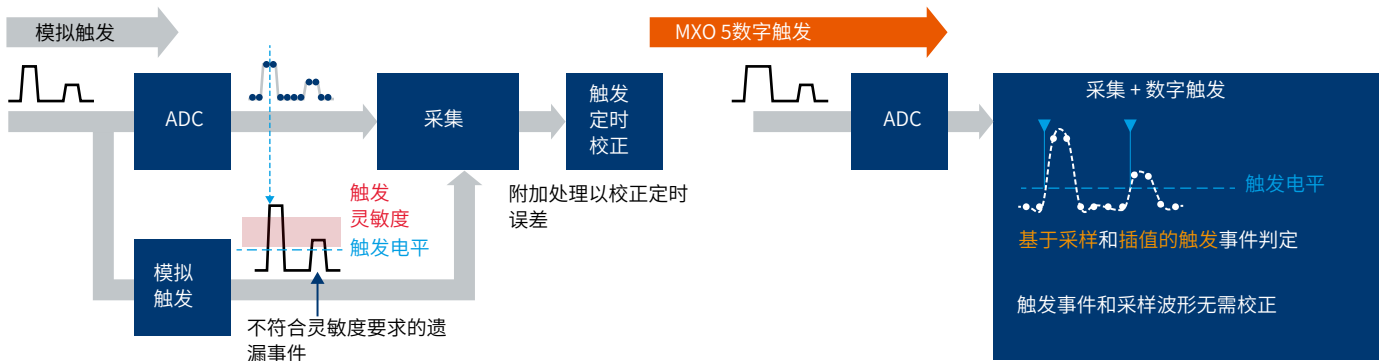 模拟触发
ADC
采集
触发
定时
校正
触发
灵敏度
触发电平
附加处理以校正定时
误差
模拟
触发
不符合灵敏度要求的遗
漏事件
MXO 5数字触发
ADC
采集 + 数字触发
触发电平
基于采样和插值的触发事件判定
触发事件和采样波形无需校正